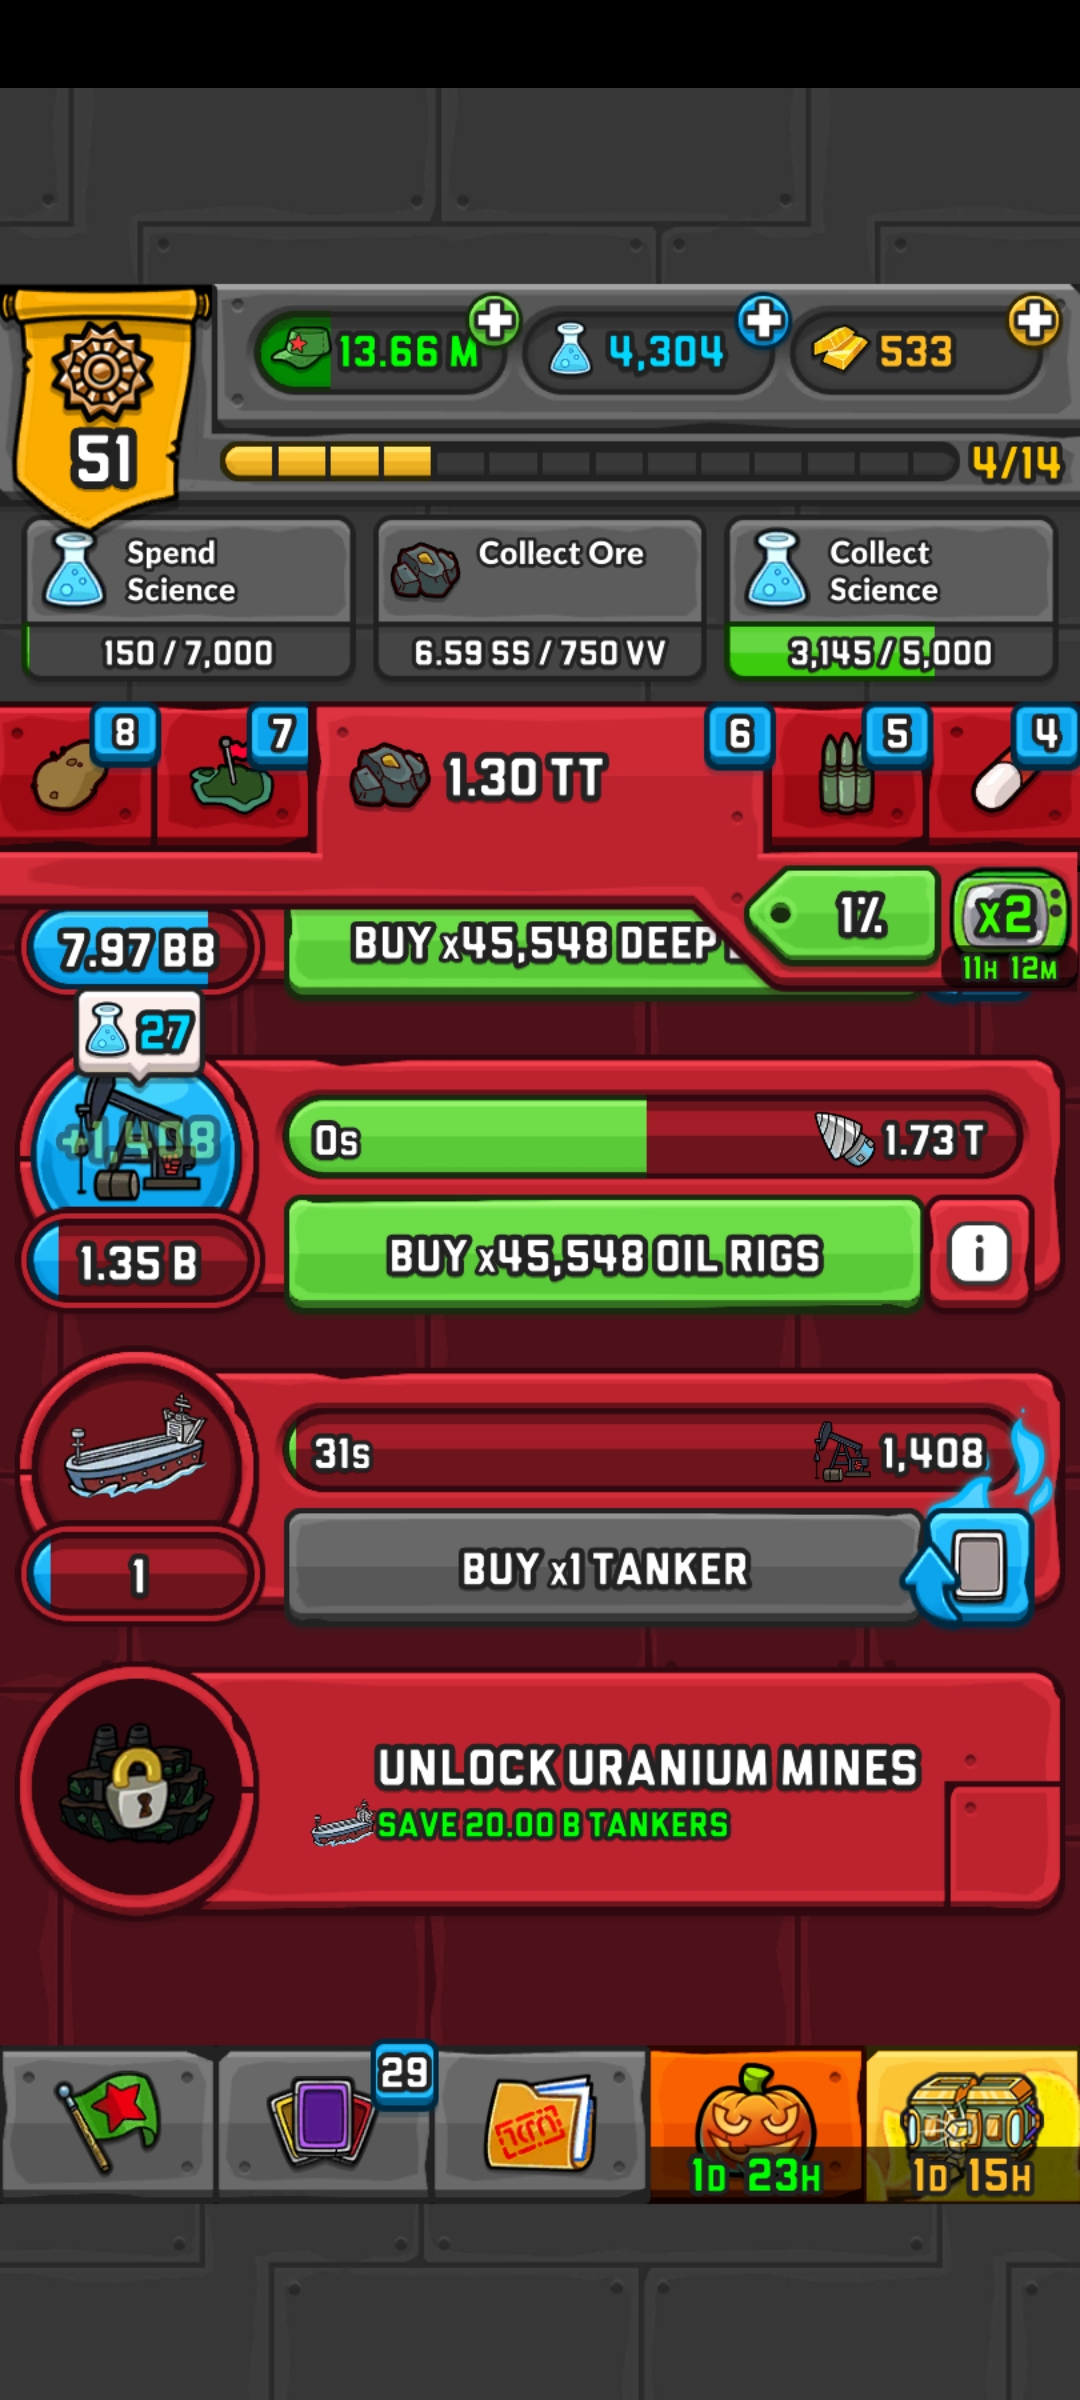 13.66 M
4,304
533
51
4/14
Spend
Science
150 / 7,000
Collect Ore
6.59 SS / 750 VV
Collect
Science
3,145 / 5,000
8
7
1.30 TT
6
5
4
1%
x2
11H 12M
7.97 BB
BUY x45,548 DEEP
27
+1,408
0s
1.73 T
1.35 B
BUY x45,548 OIL RIGS
i
31s
1,408
1
BUY x1 TANKER
UNLOCK URANIUM MINES
SAVE 20.00 B TANKERS
29
1D 23H
1D 15H